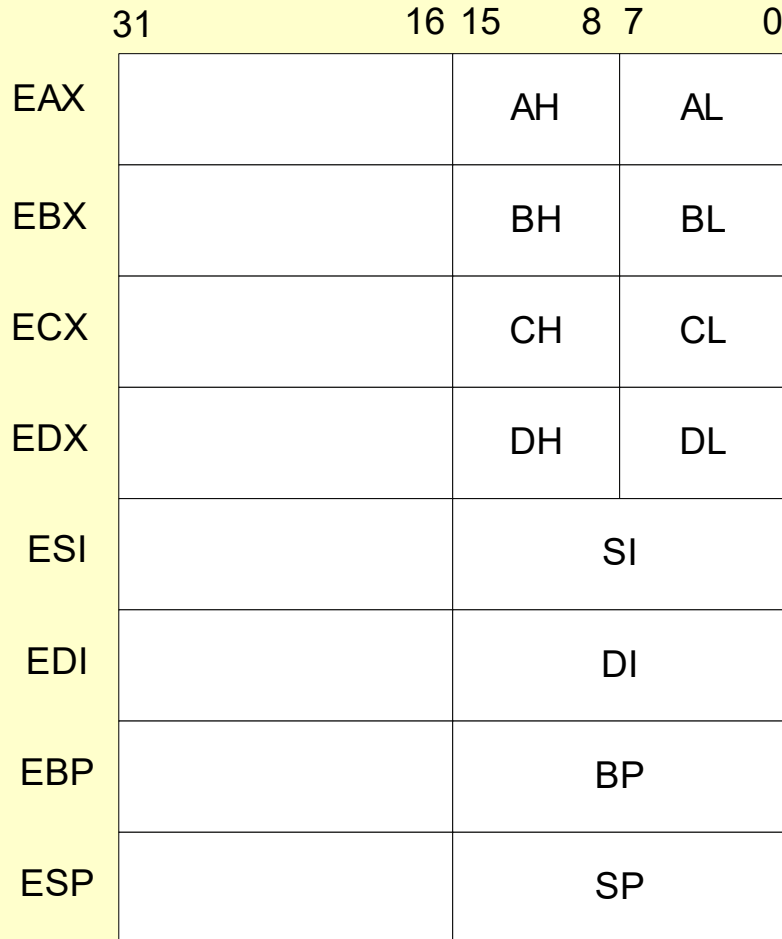 31 16 15 8 7 0
EAX AH AL
EBX BH BL
ECX CH CL
EDX DH DL
ESI SI
EDI DI
EBP BP
ESP SP